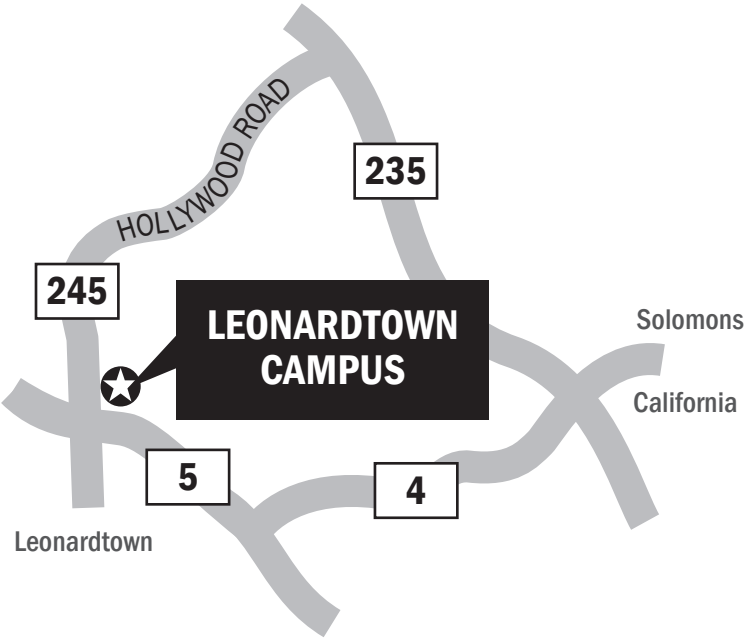 HOLLYWOOD ROAD
235
245
LEONARDTOWN
CAMPUS
Solomons
California
5
4
Leonardtown